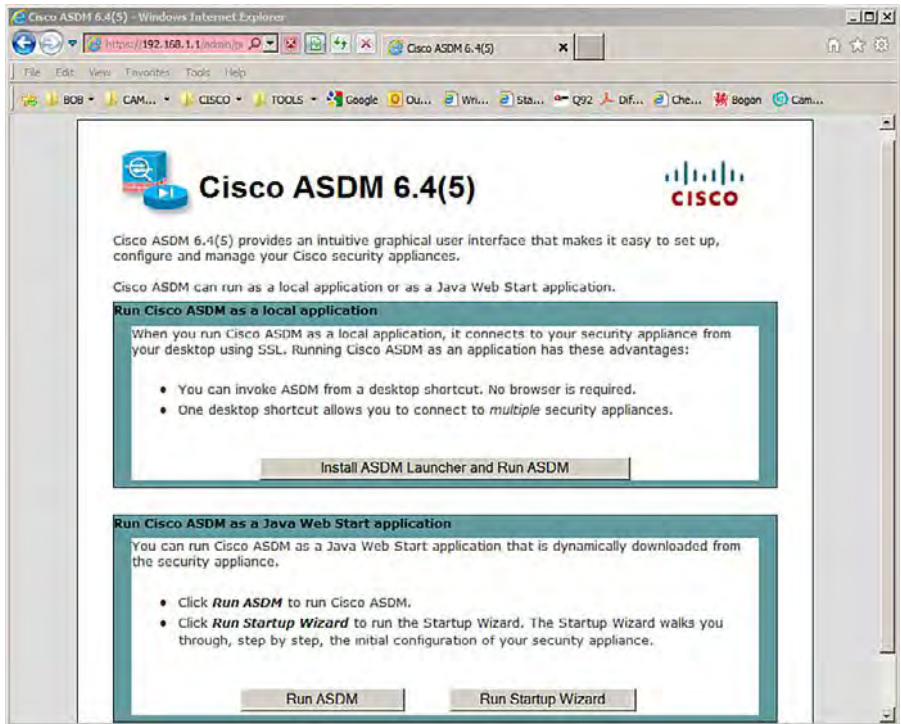 Cisco ASDM 6.4(5) - Windows Internet Explorer
https://192.168.1.1/admin/p
Cisco ASDM 6.4(5)
File Edit View Favorites Tools Help
BOB CAM... CISCO TOOLS Google Ou... Wri... Sta... Q92 Dif... Che... Bogon Cam...
Cisco ASDM 6.4(5)
CISCO
Cisco ASDM 6.4(5) provides an intuitive graphical user interface that makes it easy to set up,
configure and manage your Cisco security appliances.
Cisco ASDM can run as a local application or as a Java Web Start application.
Run Cisco ASDM as a local application
When you run Cisco ASDM as a local application, it connects to your security appliance from
your desktop using SSL. Running Cisco ASDM as an application has these advantages:
• You can invoke ASDM from a desktop shortcut. No browser is required.
• One desktop shortcut allows you to connect to multiple security appliances.
Install ASDM Launcher and Run ASDM
Run Cisco ASDM as a Java Web Start application
You can run Cisco ASDM as a Java Web Start application that is dynamically downloaded from
the security appliance.
• Click Run ASDM to run Cisco ASDM.
• Click Run Startup Wizard to run the Startup Wizard. The Startup Wizard walks you
through, step by step, the initial configuration of your security appliance.
Run ASDM Run Startup Wizard